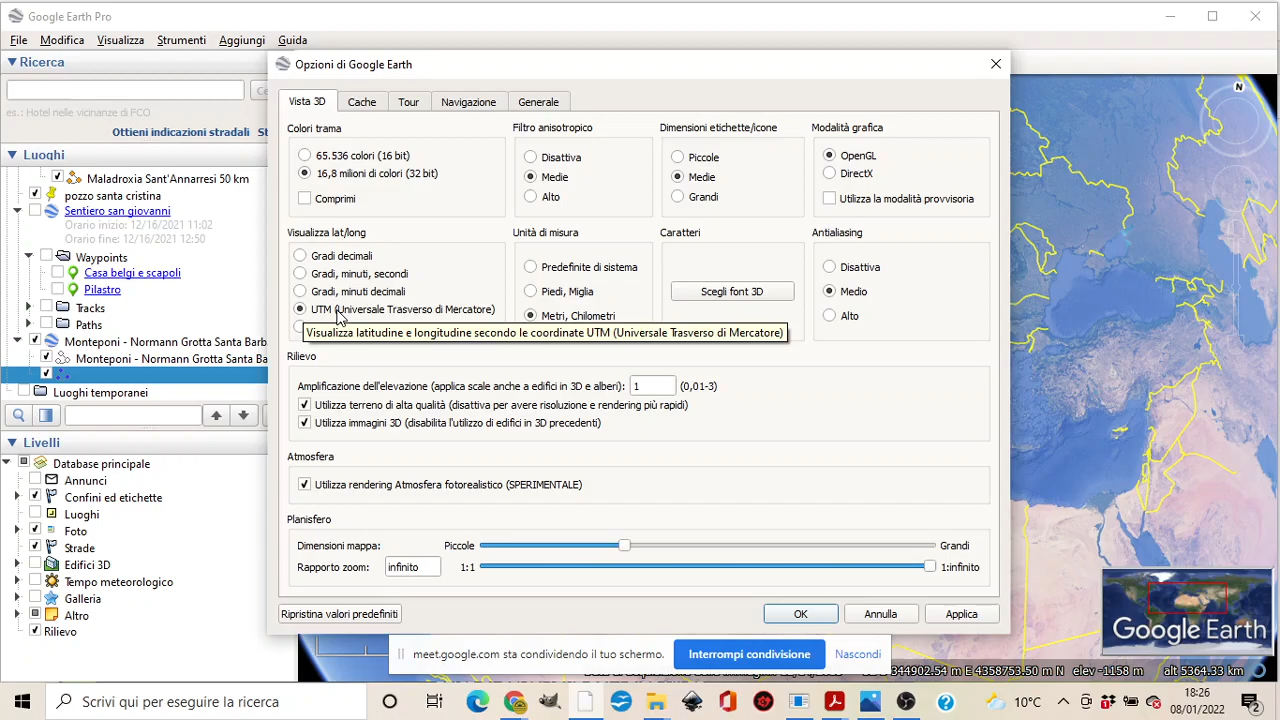 Google Earth Pro
File Modifica Visualizza Strumenti Aggiungi Guida
Ricerca
es.: Hotel nelle vicinanze di FCO
Ottieni indicazioni stradali
Luoghi
Maladroxia Sant'Annarresi 50 km
pozzo santa cristina
Sentiero san giovanni
Orario inizio: 12/16/2021 11:02
Orario fine: 12/16/2021 12:50
Waypoints
Casa belgi e scapoli
Pilastro
Tracks
Paths
Monteponi - Normann Grotta Santa Barb
Monteponi - Normann Grotta Santa Ba
Luoghi temporanei
Livelli
Database principale
Annunci
Confini ed etichette
Luoghi
Foto
Strade
Edifici 3D
Tempo meteorologico
Galleria
Altro
Rilievo
Opzioni di Google Earth
Vista 3D Cache Tour Navigazione Generale
Colori trama
65.536 colori (16 bit)
16,8 milioni di colori (32 bit)
Comprimi
Filtro anisotropico
Disattiva
Medie
Alto
Dimensioni etichette/icone
Piccole
Medie
Grandi
Modalità grafica
OpenGL
DirectX
Utilizza la modalità provvisoria
Visualizza lat/long
Gradi decimali
Gradi, minuti, secondi
Gradi, minuti decimali
UTM (Universale Trasverso di Mercatore)
Visualizza latitudine e longitudine secondo le coordinate UTM (Universale Trasverso di Mercatore)
Unità di misura
Predefinite di sistema
Piedi, Miglia
Metri, Chilometri
Caratteri
Scegli font 3D
Antialiasing
Disattiva
Medio
Alto
Rilievo
Amplificazione dell'elevazione (applica scale anche a edifici in 3D e alberi): 1 (0,01-3)
Utilizza terreno di alta qualità (disattiva per avere risoluzione e rendering più rapidi)
Utilizza immagini 3D (disabilita l'utilizzo di edifici in 3D precedenti)
Atmosfera
Utilizza rendering Atmosfera fotorealistico (SPERIMENTALE)
Planisfero
Dimensioni mappa: Piccole Grandi
Rapporto zoom: infinito 1:1 1:infinito
Ripristina valori predefiniti OK Annulla Applica
N
Google Earth
meet.google.com sta condividendo il tuo schermo. Interrompi condivisione Nascondi
344902.54 m E 4358753.50 m N elev -1158 m alt 5364.33 km
Scrivi qui per eseguire la ricerca
10°C
18:26
08/01/2022
2